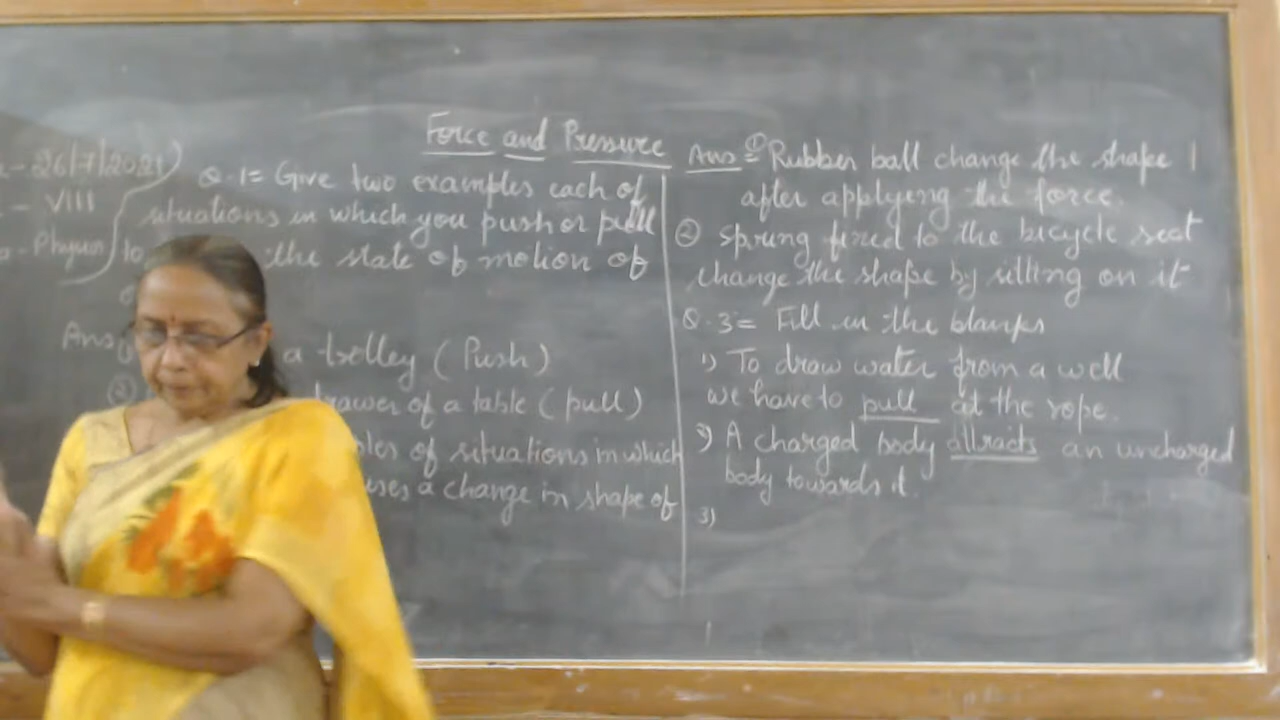 Force and Pressure
- 26/7/2021
- VIII
Q.1= Give two examples each of
situations in which you push or pull
to the state of motion of
Ans
a trolley (Push)
② drawer of a table (pull)
of situations in which
a change in shape of
Ans = ① Rubber ball change the shape
after applying the force.
② spring fixed to the bicycle seat
change the shape by sitting on it
Q.3= Fill in the blanks
1) To draw water from a well
we have to pull at the rope.
2) A charged body attracts an uncharged
body towards it.
3)